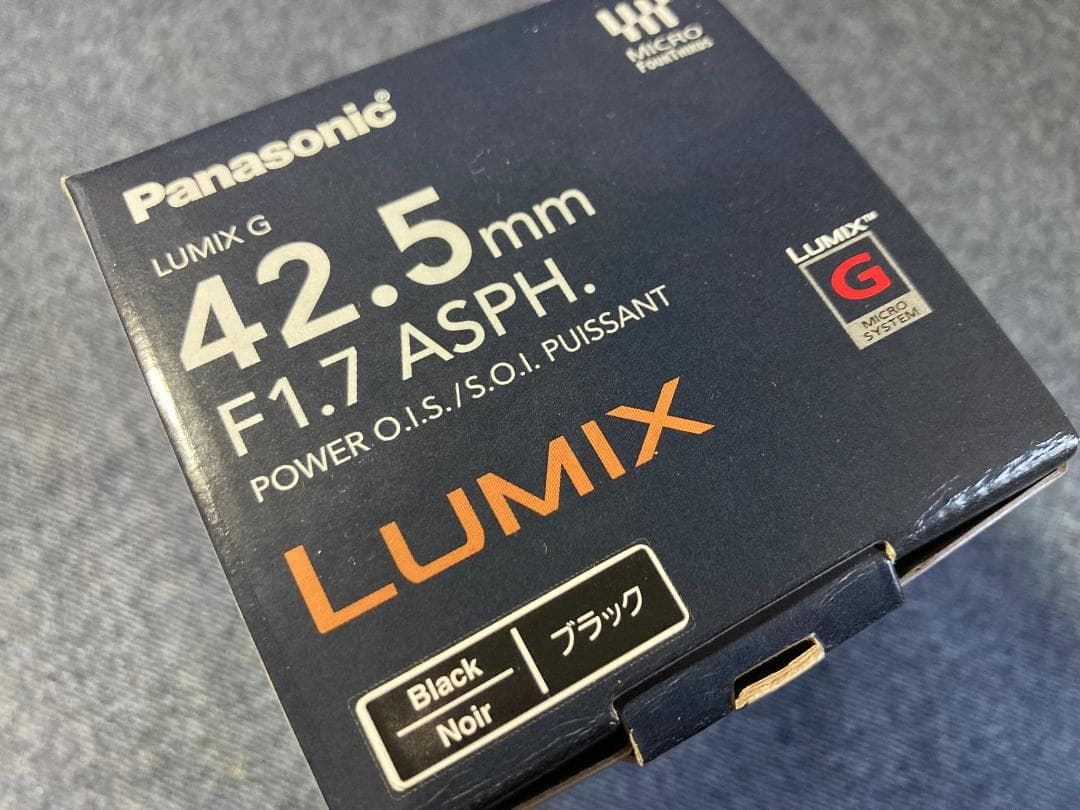 MICRO
FOURTHIRDS
Panasonic®
LUMIX G
42.5mm
F1.7 ASPH.
POWER O.I.S./S.O.I. PUISSANT
LUMIX™
G
MICRO
SYSTEM
LUMIX
Black
Noir
ブラック